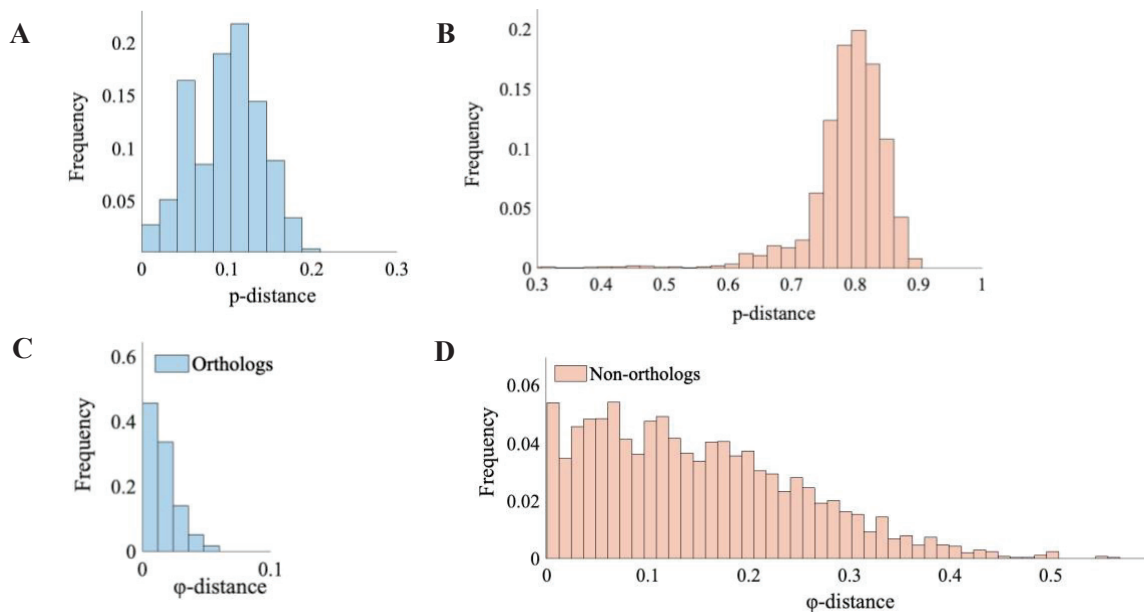 A
0.2
0.15
0.1
0.05
Frequency
0
0.1
0.2
0.3
p-distance
B
0.2
0.15
0.1
0.05
0
Frequency
0.3
0.4
0.5
0.6
0.7
0.8
0.9
1
p-distance
C
Orthologs
0.6
0.4
0.2
0
Frequency
0
0.1
φ-distance
D
Non-orthologs
0.06
0.04
0.02
0
Frequency
0
0.1
0.2
0.3
0.4
0.5
φ-distance